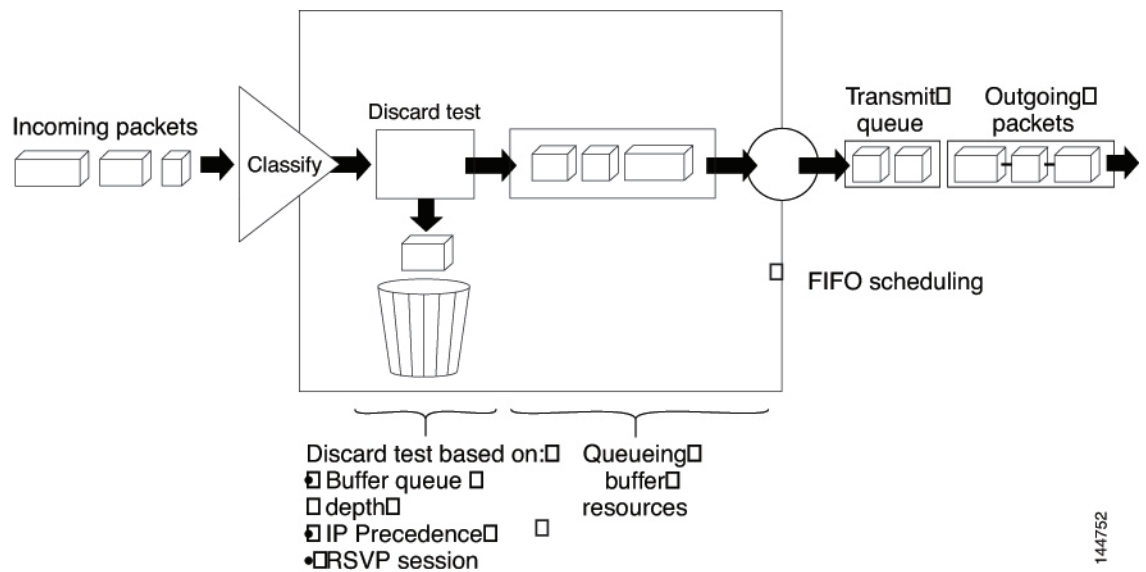 Incoming packets
Classify
Discard test
Transmit
queue
Outgoing
packets
FIFO scheduling
Discard test based on:
• Buffer queue
depth
• IP Precedence
• RSVP session
Queueing
buffer
resources
144752